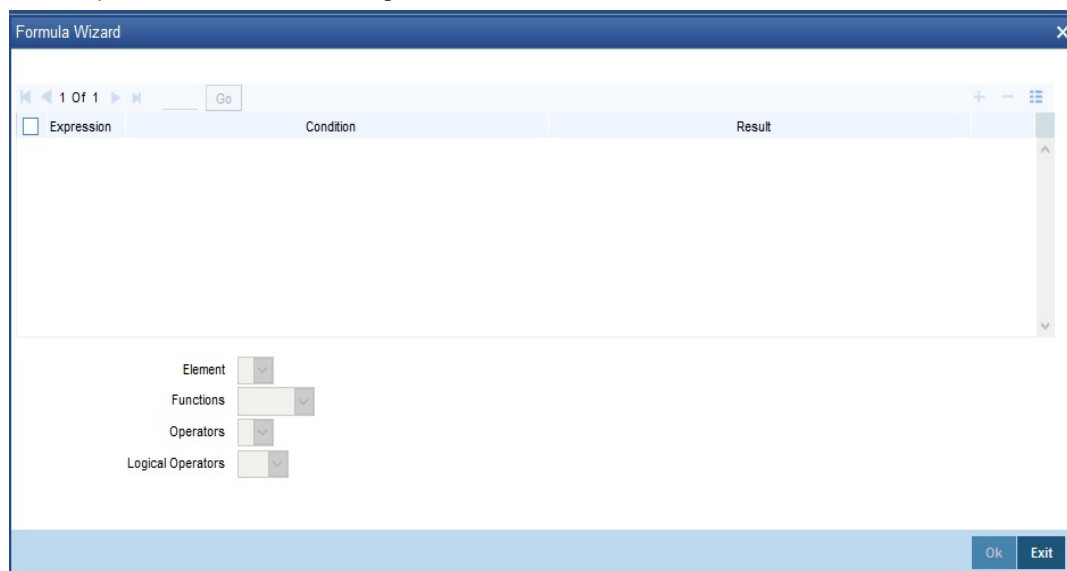 Formula Wizard
1 Of 1 Go
Expression Condition Result
Element
Functions
Operators
Logical Operators
Ok Exit